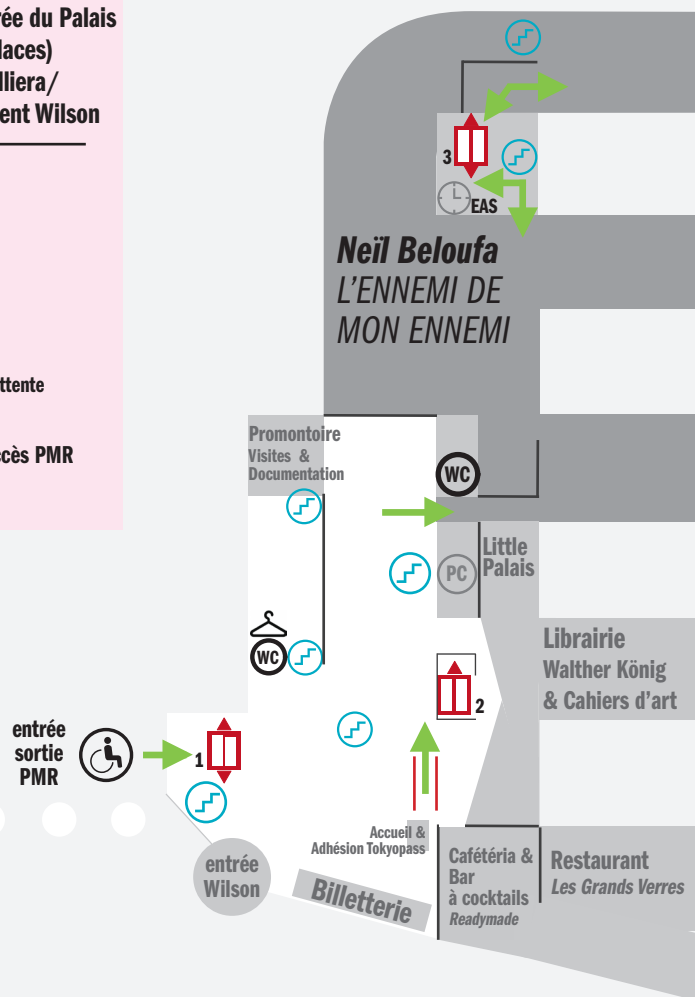 rée du Palais
laces)
lliera/
ent Wilson
ttente
ccès PMR
3
EAS
Neïl Beloufa
L'ENNEMI DE
MON ENNEMI
Promontoire
Visites &
Documentation
WC
PC
Little
Palais
WC
Librairie
Walther König
& Cahiers d'art
2
entrée
sortie
PMR
1
Accueil &
Adhésion Tokyopass
entrée
Wilson
Billetterie
Cafétéria &
Bar
à cocktails
Readymade
Restaurant
Les Grands Verres